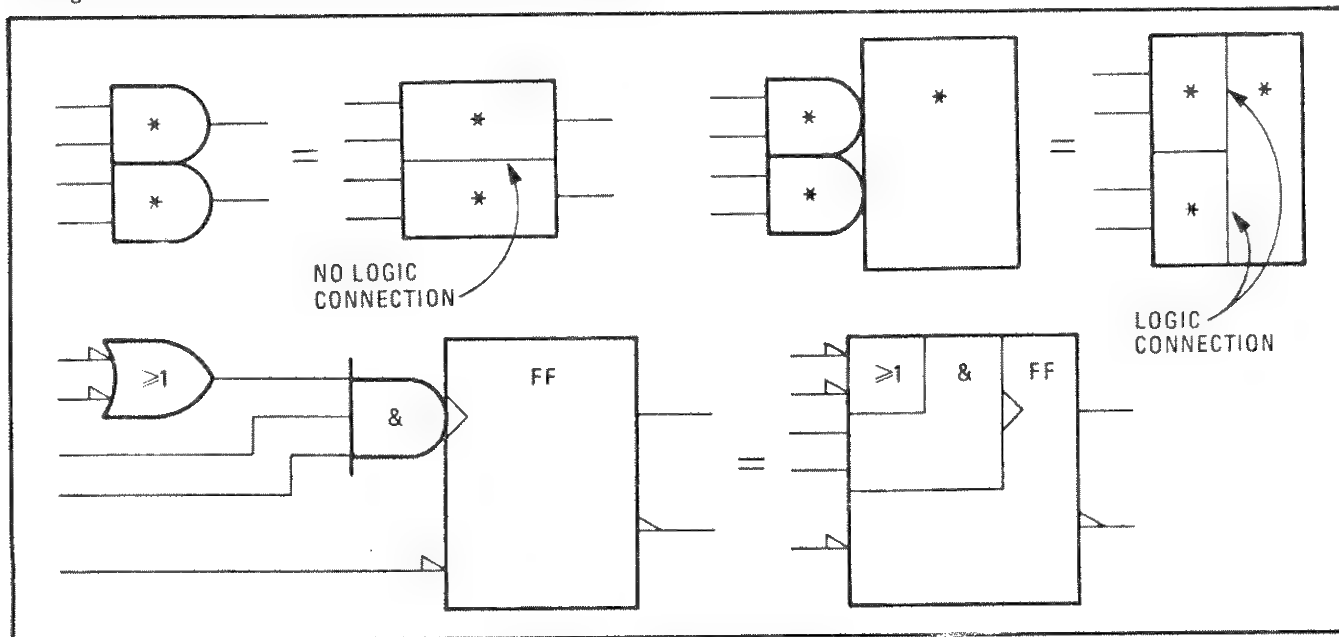 *
*
=
*
*
NO LOGIC
CONNECTION
*
*
*
=
*
*
*
LOGIC
CONNECTION
≥1
&
FF
=
≥1
&
FF